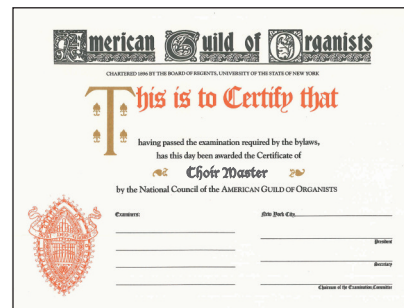 American Guild of Organists
CHARTERED 1896 BY THE BOARD OF REGENTS, UNIVERSITY OF THE STATE OF NEW YORK
This is to Certify that
having passed the examination required by the bylaws,
has this day been awarded the Certificate of
Choir Master
by the National Council of the AMERICAN GUILD OF ORGANISTS
Examiners:
New York City
President
Secretary
Chairman of the Examination Committee